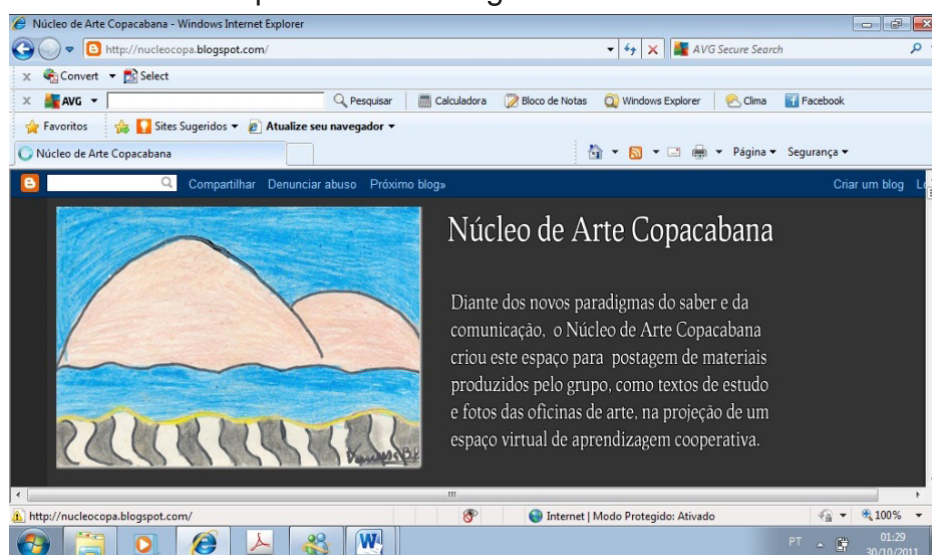 Núcleo de Arte Copacabana - Windows Internet Explorer
http://nucleocopa.blogspot.com/
AVG Secure Search
x Convert Select
x AVG Pesquisar Calculadora Bloco de Notas Windows Explorer Clima Facebook
Favoritos Sites Sugeridos Atualize seu navegador
Núcleo de Arte Copacabana Página Segurança
Compartilhar Denunciar abuso Próximo blog» Criar um blog
Núcleo de Arte Copacabana
Diante dos novos paradigmas do saber e da
comunicação, o Núcleo de Arte Copacabana
criou este espaço para postagem de materiais
produzidos pelo grupo, como textos de estudo
e fotos das oficinas de arte, na projeção de um
espaço virtual de aprendizagem cooperativa.
http://nucleocopa.blogspot.com/ Internet | Modo Protegido: Ativado 100%
PT 01:29
30/10/2011